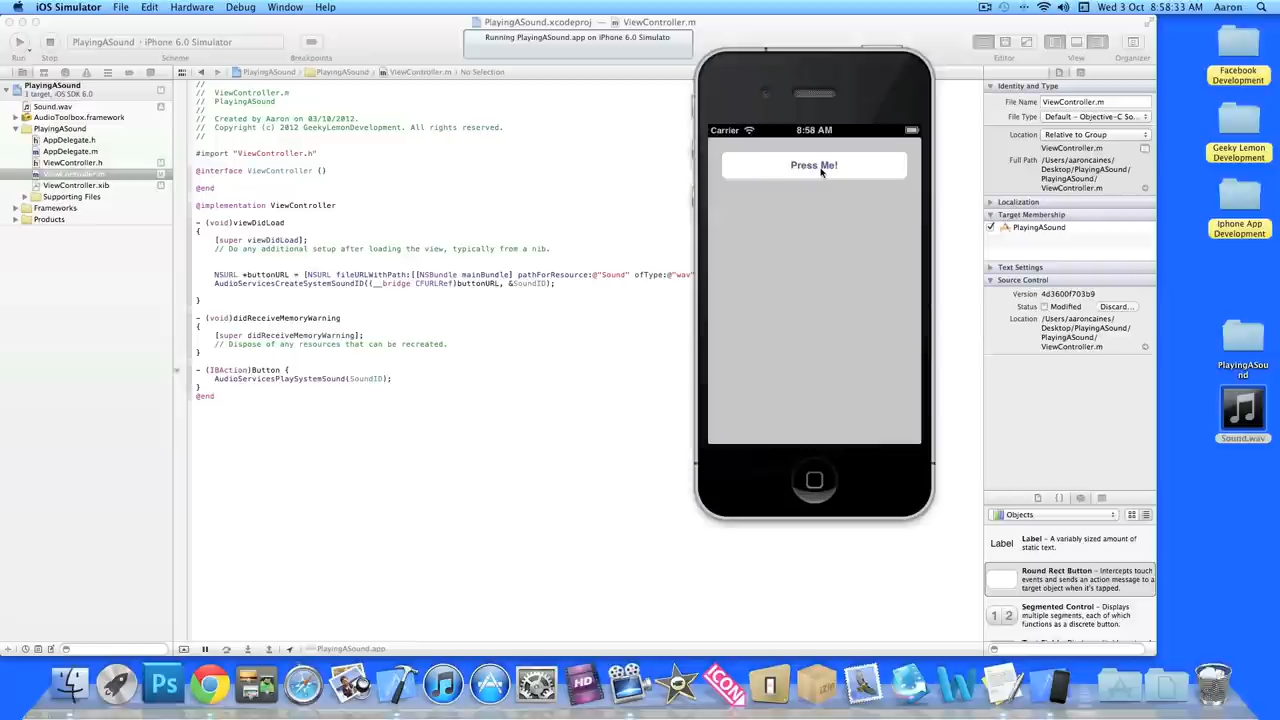 iOS Simulator File Edit Hardware Debug Window Help
Wed 3 Oct 8:58:33 AM Aaron
PlayingASound.xcodeproj — ViewController.m
PlayingASound › iPhone 6.0 Simulator
Running PlayingASound.app on iPhone 6.0 Simulato
Run Stop Scheme Breakpoints Editor View Organizer
PlayingASound › PlayingASound › ViewController.m › No Selection
PlayingASound
1 target, iOS SDK 6.0
Sound.wav
AudioToolbox.framework
PlayingASound
AppDelegate.h
AppDelegate.m
ViewController.h
ViewController.m
ViewController.xib
Supporting Files
Frameworks
Products
//
// ViewController.m
// PlayingASound
//
// Created by Aaron on 03/10/2012.
// Copyright (c) 2012 GeekyLemonDevelopment. All rights reserved.
//
#import "ViewController.h"
@interface ViewController ()
@end
@implementation ViewController
- (void)viewDidLoad
{
[super viewDidLoad];
// Do any additional setup after loading the view, typically from a nib.
NSURL *buttonURL = [NSURL fileURLWithPath:[[NSBundle mainBundle] pathForResource:@"Sound" ofType:@"wav"
AudioServicesCreateSystemSoundID((__bridge CFURLRef)buttonURL, &SoundID);
}
- (void)didReceiveMemoryWarning
{
[super didReceiveMemoryWarning];
// Dispose of any resources that can be recreated.
}
- (IBAction)Button {
AudioServicesPlaySystemSound(SoundID);
}
@end
PlayingASound.app
Carrier 8:58 AM
Press Me!
Identity and Type
File Name ViewController.m
File Type Default - Objective-C So...
Location Relative to Group
ViewController.m
Full Path /Users/aaroncaines/
Desktop/PlayingASound/
PlayingASound/
ViewController.m
Localization
Target Membership
PlayingASound
Text Settings
Source Control
Version 4d3600f703b9
Status Modified Discard...
Location /Users/aaroncaines/
Desktop/PlayingASound/
PlayingASound/
ViewController.m
Objects
Label
Label - A variably sized amount of
static text.
Round Rect Button - Intercepts touch
events and sends an action message to a
target object when it's tapped.
1 2
Segmented Control - Displays
multiple segments, each of which
functions as a discrete button.
Facebook
Development
Geeky Lemon
Development
Iphone App
Development
PlayingASou
nd
Sound.wav
Ps
HD
ICON